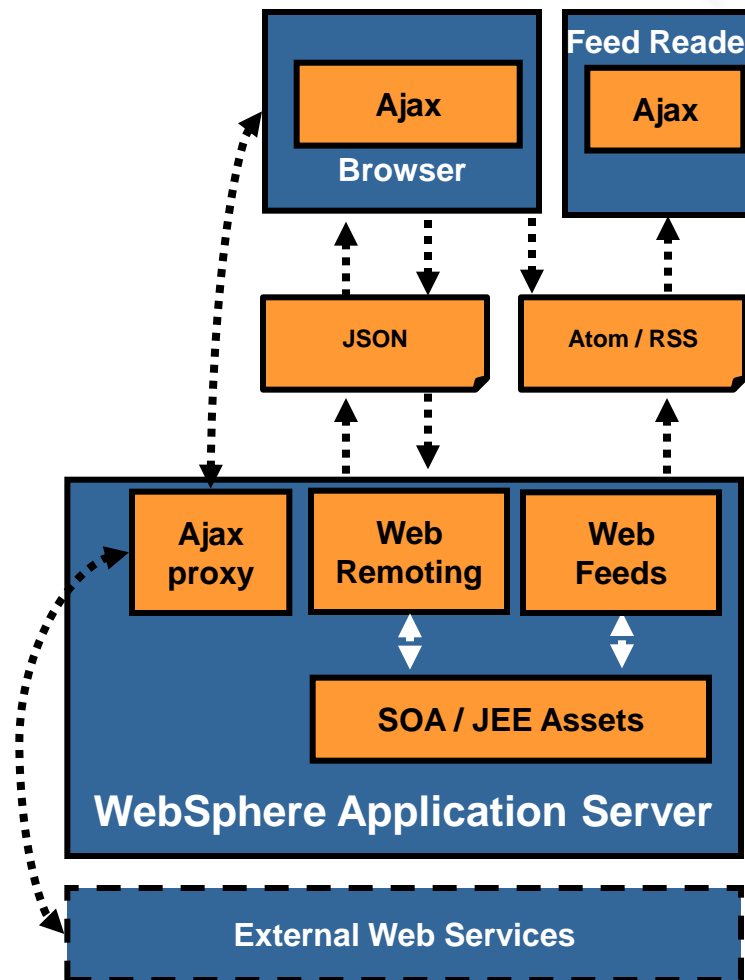 Feed Reade
Ajax
Ajax
Browser
JSON
Atom / RSS
Ajax
proxy
Web
Remoting
Web
Feeds
SOA / JEE Assets
WebSphere Application Server
External Web Services